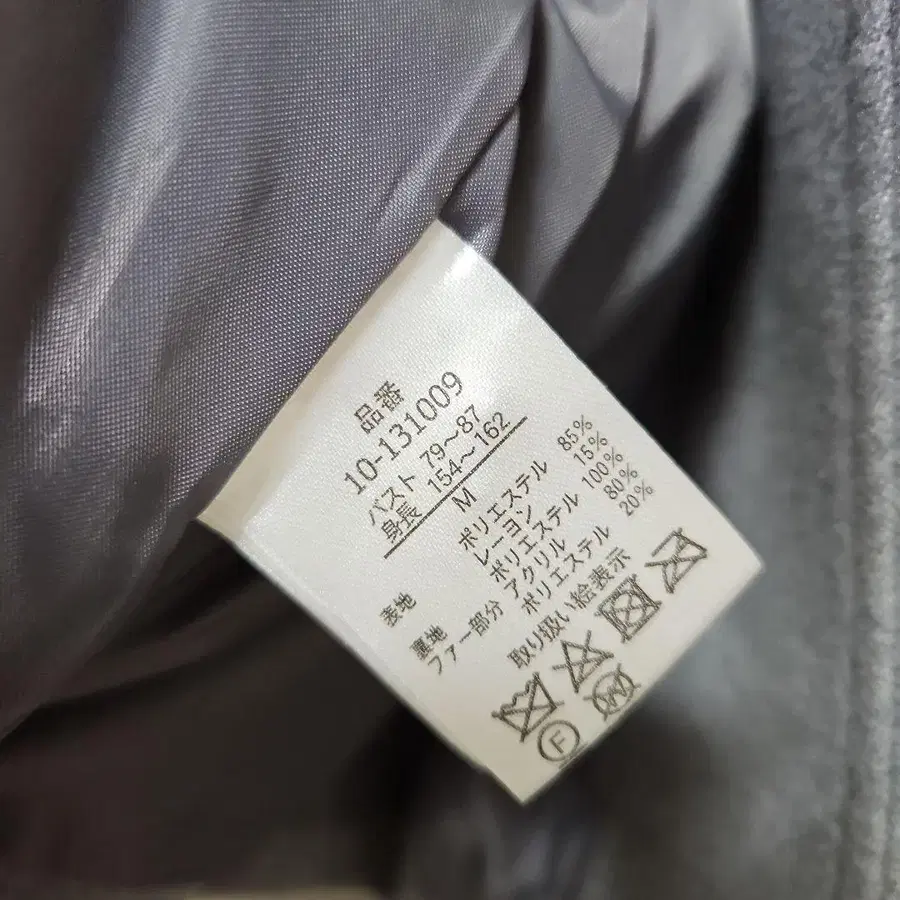 品番
10-131009
バスト 79～87
身長 154～162
M
表地 ポリエステル 85%
レーヨン 15%
裏地 ポリエステル 100%
ファー部分 アクリル 80%
ポリエステル 20%
取り扱い絵表示
F W